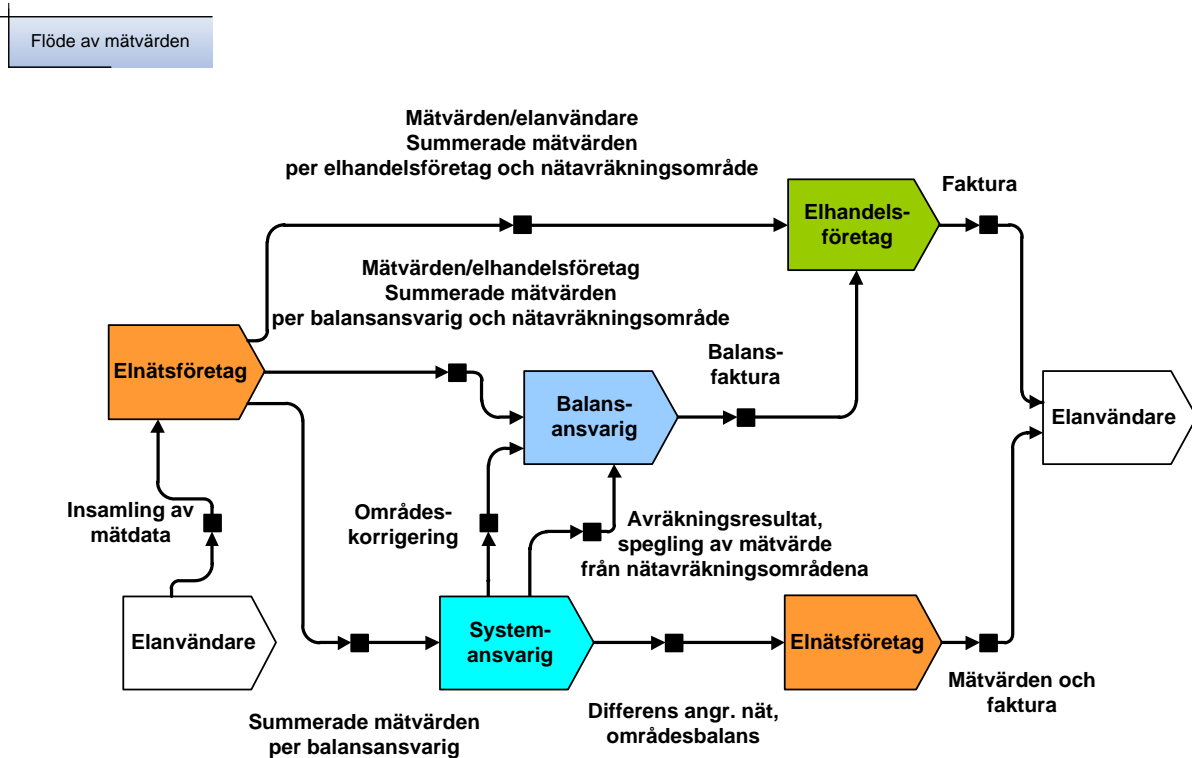 Flöde av mätvärden
Mätvärden/elanvändare
Summerade mätvärden
per elhandelsföretag och nätavräkningsområde
Faktura
Elhandels-
företag
Mätvärden/elhandelsföretag
Summerade mätvärden
per balansansvarig och nätavräkningsområde
Elnätsföretag
Balans-
faktura
Balans-
ansvarig
Elanvändare
Insamling av
mätdata
Områdes-
korrigering
Avräkningsresultat,
spegling av mätvärde
från nätavräkningsområdena
Elanvändare
System-
ansvarig
Elnätsföretag
Mätvärden och
faktura
Summerade mätvärden
per balansansvarig
Differens angr. nät,
områdesbalans